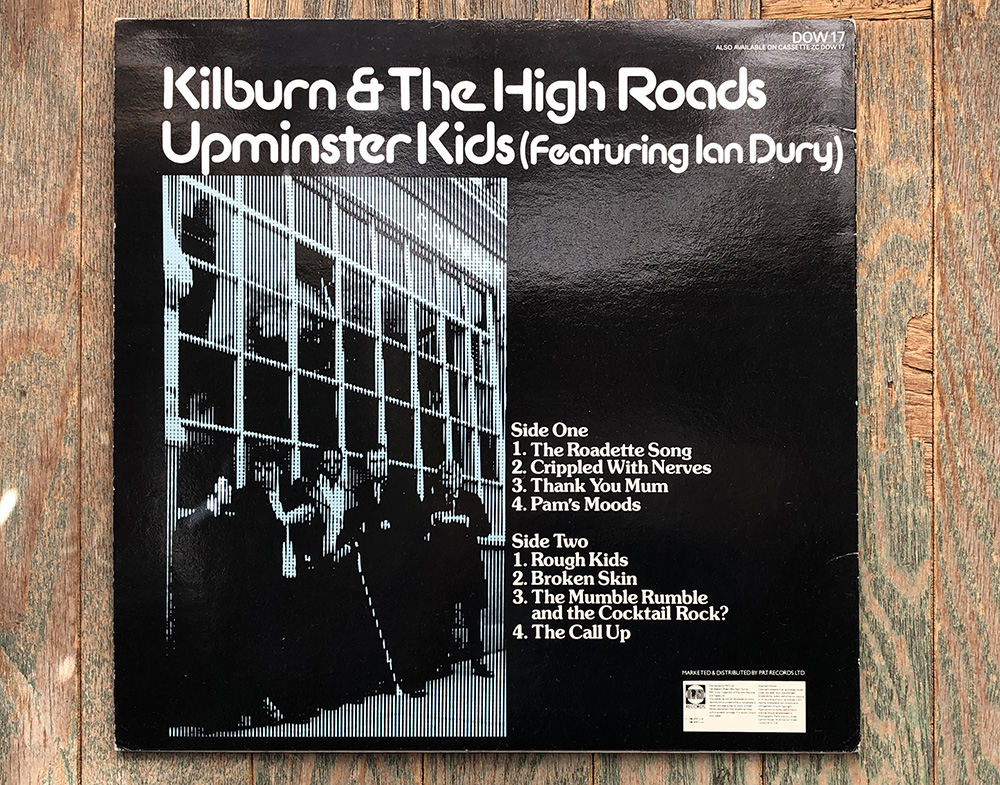 DOW 17
ALSO AVAILABLE ON CASSETTE ZC DOW 17
Kilburn & The High Roads
Upminster Kids (Featuring Ian Dury)
Side One
1. The Roadette Song
2. Crippled With Nerves
3. Thank You Mum
4. Pam's Moods
Side Two
1. Rough Kids
2. Broken Skin
3. The Mumble Rumble
and the Cocktail Rock?
4. The Call Up
MARKETED & DISTRIBUTED BY PRT RECORDS LTD.
RECORDS